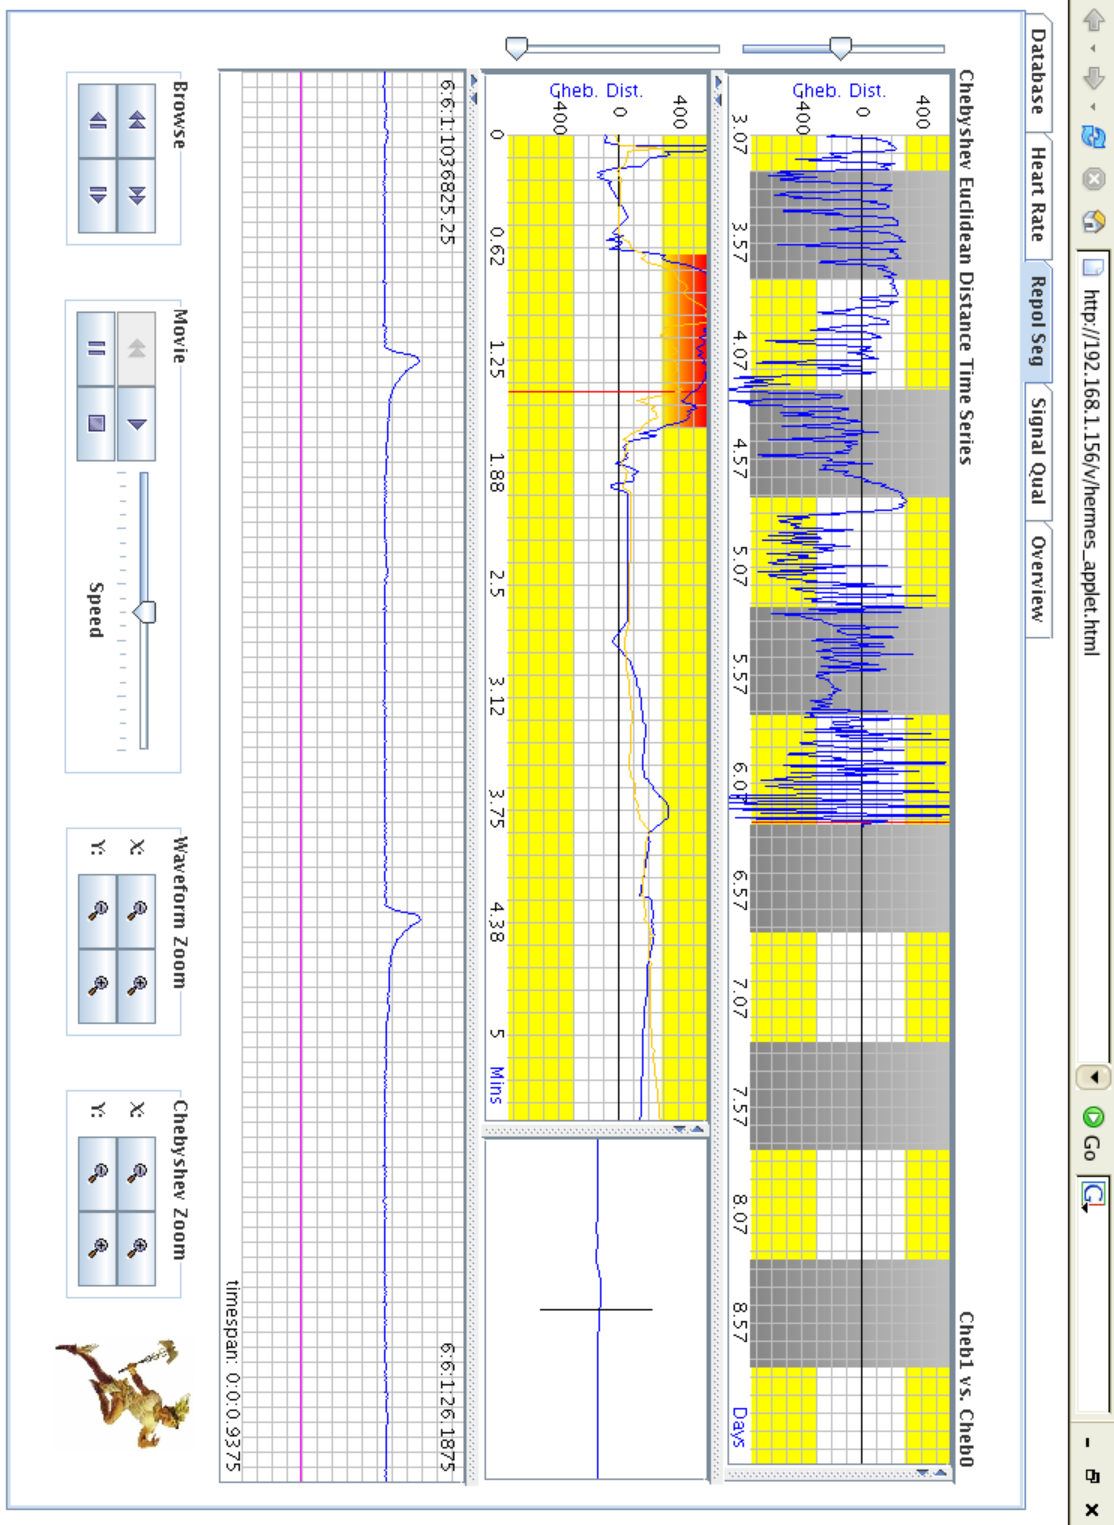 http://192.168.1.156/v/hermes_applet.html
Go
Database
Heart Rate
Repol Seg
Signal Qual
Overview
Chebyshev Euclidean Distance Time Series
Cheb1 vs. Cheb0
Gheb. Dist.
400
0
400
3.07
3.57
4.07
4.57
5.07
5.57
6.07
6.57
7.07
7.57
8.07
8.57
Days
Gheb. Dist.
400
0
400
0
0.62
1.25
1.88
2.5
3.12
3.75
4.38
5
Mins
6:6:1:1036825.25
6:6:1:26.1875
timespan: 0:0:0.9375
Browse
Movie
Speed
Waveform Zoom
X:
Y:
Chebyshev Zoom
X:
Y: